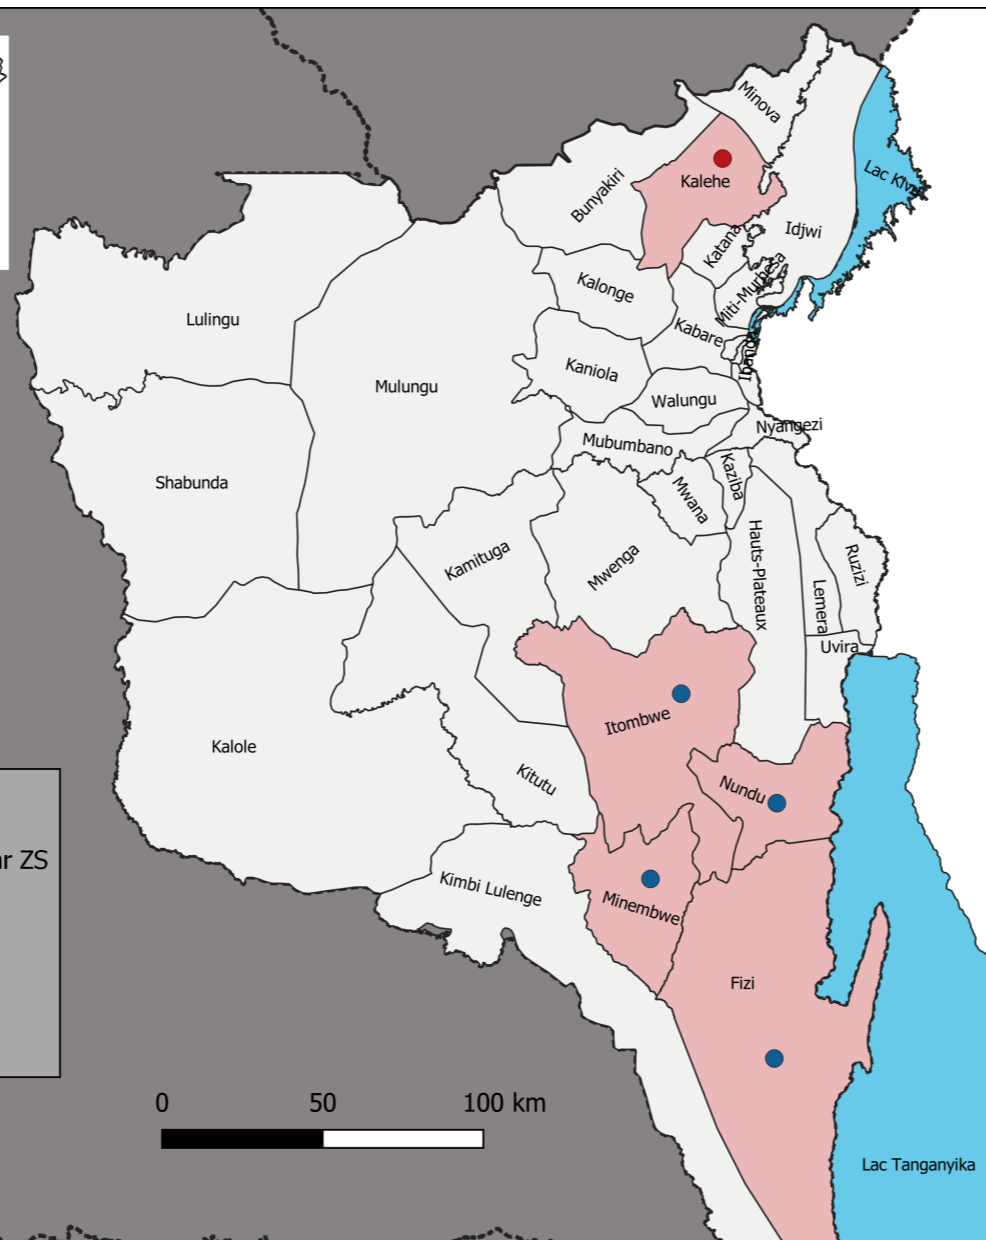 Minova
Lac Kivu
Kalehe
Bunyakiri
Idjwi
Katana
Miti-Murhesa
Kalonge
Lulingu
Kabare
Ibanda
Kaniola
Mulungu
Walungu
Nyangezi
Mubumbano
Kaziba
Shabunda
Mwana
Kamituga
Mwenga
Hauts-Plateaux
Ruzizi
Lemera
Uvira
Itombwe
Kalole
Kitutu
Nundu
ZS
Kimbi Lulenge
Minembwe
Fizi
0 50 100 km
Lac Tanganyika